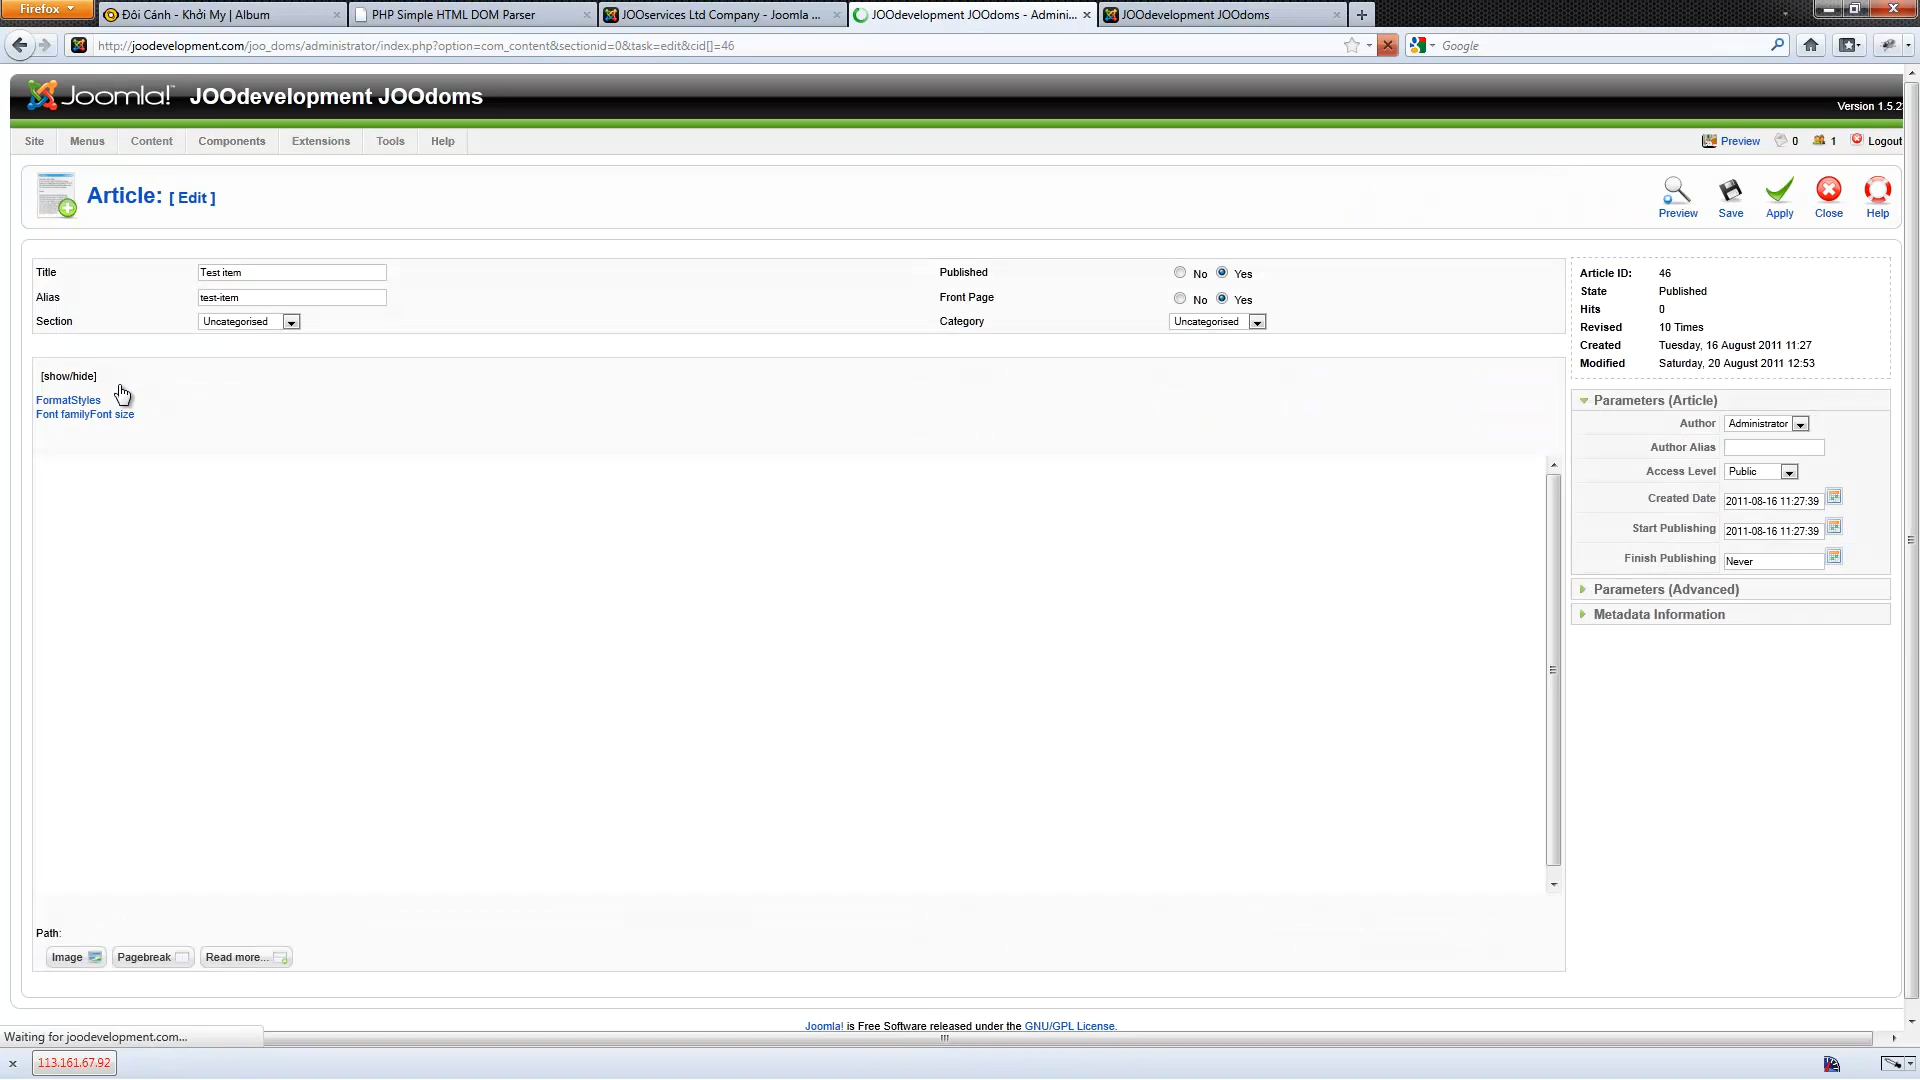 Firefox
Đôi Cánh - Khởi My | Album
PHP Simple HTML DOM Parser
JOOservices Ltd Company - Joomla ...
JOOdevelopment JOOdoms - Admini...
JOOdevelopment JOOdoms
http://joodevelopment.com/joo_doms/administrator/index.php?option=com_content&sectionid=0&task=edit&cid[]=46
Google
Joomla!® JOOdevelopment JOOdoms
Version 1.5.2
Site Menus Content Components Extensions Tools Help
Preview 0 1 Logout
Article: [ Edit ]
Preview Save Apply Close Help
Title Test item Published No Yes
Alias test-item Front Page No Yes
Section Uncategorised Category Uncategorised
Article ID: 46
State Published
Hits 0
Revised 10 Times
Created Tuesday, 16 August 2011 11:27
Modified Saturday, 20 August 2011 12:53
[show/hide]
FormatStyles
Font familyFont size
Parameters (Article)
Author Administrator
Author Alias
Access Level Public
Created Date 2011-08-16 11:27:39
Start Publishing 2011-08-16 11:27:39
Finish Publishing Never
Parameters (Advanced)
Metadata Information
Path:
Image Pagebreak Read more...
Joomla! is Free Software released under the GNU/GPL License.
Waiting for joodevelopment.com...
113.161.67.92